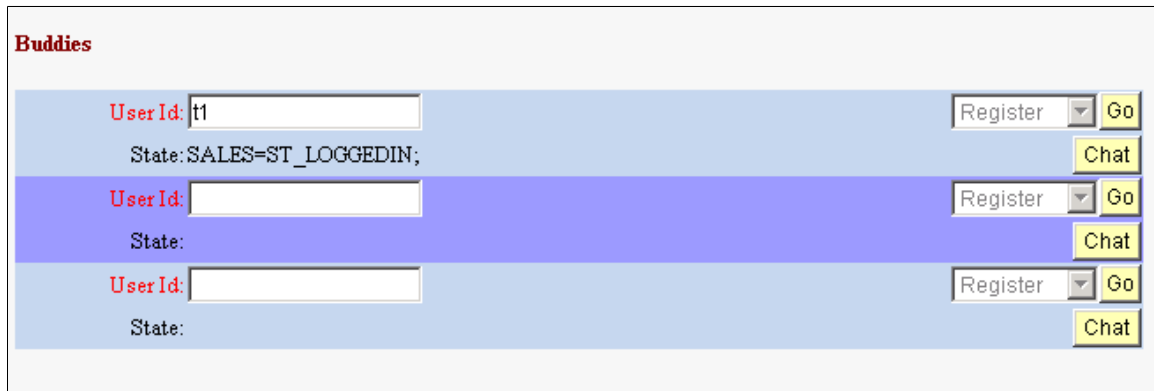 Buddies
User Id: t1 Register Go
State: SALES=ST_LOGGEDIN; Chat
User Id: Register Go
State: Chat
User Id: Register Go
State: Chat